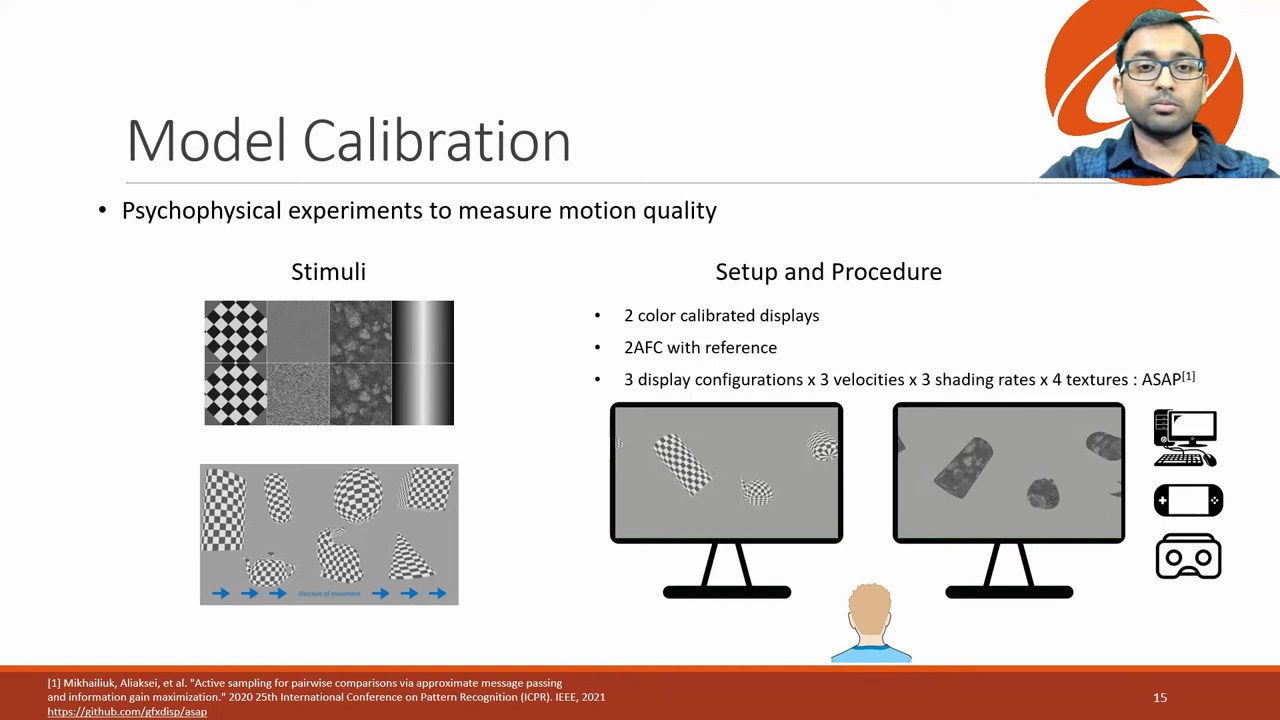 Model Calibration
• Psychophysical experiments to measure motion quality
Stimuli
direction of movement
Setup and Procedure
• 2 color calibrated displays
• 2AFC with reference
• 3 display configurations x 3 velocities x 3 shading rates x 4 textures : ASAP[1]
[1] Mikhailiuk, Aliaksei, et al. "Active sampling for pairwise comparisons via approximate message passing
and information gain maximization." 2020 25th International Conference on Pattern Recognition (ICPR). IEEE, 2021
https://github.com/gfxdisp/asap
15